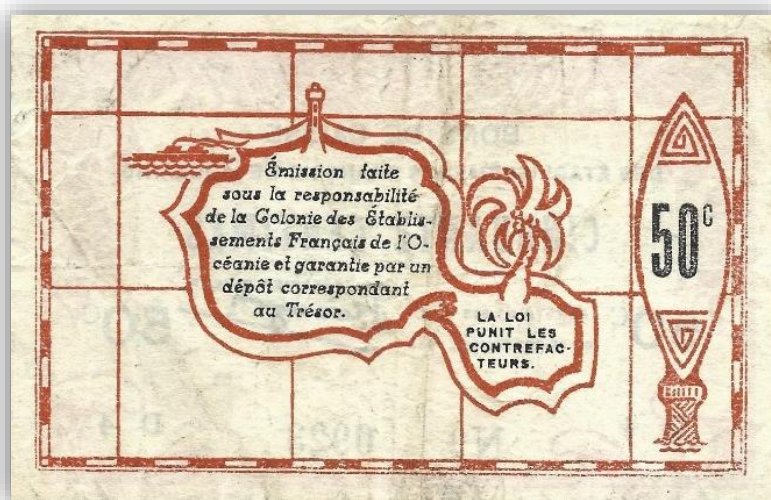 Émission faite
sous la responsabilité
de la Colonie des Établis-
sements Français de l'O-
céanie et garantie par un
dépôt correspondant
au Trésor.
LA LOI
PUNIT LES
CONTREFAC-
TEURS.
50c